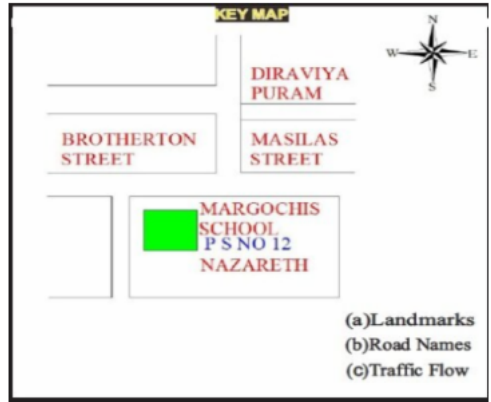 KEY MAP
N
W E
S
DIRAVIYA
PURAM
BROTHERTON
STREET
MASILAS
STREET
MARGOCHIS
SCHOOL
P S NO 12
NAZARETH
(a)Landmarks
(b)Road Names
(c)Traffic Flow